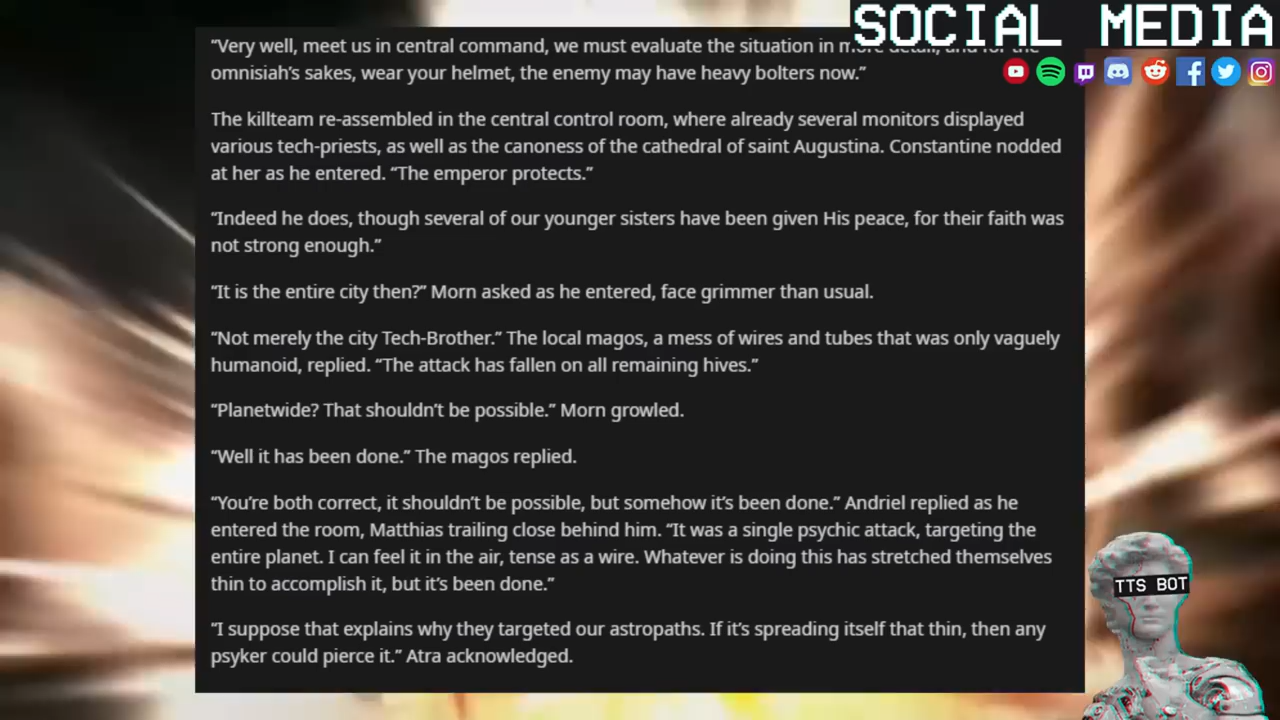 SOCIAL MEDIA
“Very well, meet us in central command, we must evaluate the situation in more detail, and for the
omnisiah’s sakes, wear your helmet, the enemy may have heavy bolters now.”
The killteam re-assembled in the central control room, where already several monitors displayed
various tech-priests, as well as the canoness of the cathedral of saint Augustina. Constantine nodded
at her as he entered. “The emperor protects.”
“Indeed he does, though several of our younger sisters have been given His peace, for their faith was
not strong enough.”
“It is the entire city then?” Morn asked as he entered, face grimmer than usual.
“Not merely the city Tech-Brother.” The local magos, a mess of wires and tubes that was only vaguely
humanoid, replied. “The attack has fallen on all remaining hives.”
“Planetwide? That shouldn’t be possible.” Morn growled.
“Well it has been done.” The magos replied.
“You’re both correct, it shouldn’t be possible, but somehow it’s been done.” Andriel replied as he
entered the room, Matthias trailing close behind him. “It was a single psychic attack, targeting the
entire planet. I can feel it in the air, tense as a wire. Whatever is doing this has stretched themselves
thin to accomplish it, but it’s been done.”
“I suppose that explains why they targeted our astropaths. If it’s spreading itself that thin, then any
psyker could pierce it.” Atra acknowledged.
TTS BOT